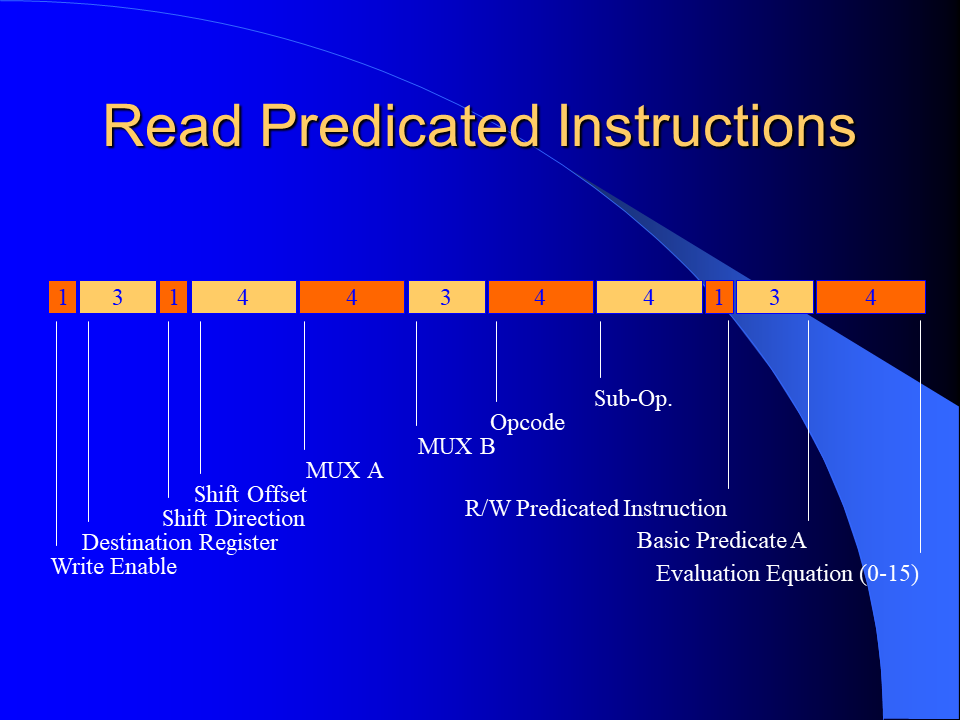 Read Predicated Instructions
1 3 1 4 4 3 4 4 1 3 4
Sub-Op.
Opcode
MUX B
MUX A
Shift Offset
R/W Predicated Instruction
Shift Direction
Basic Predicate A
Destination Register
Write Enable
Evaluation Equation (0-15)